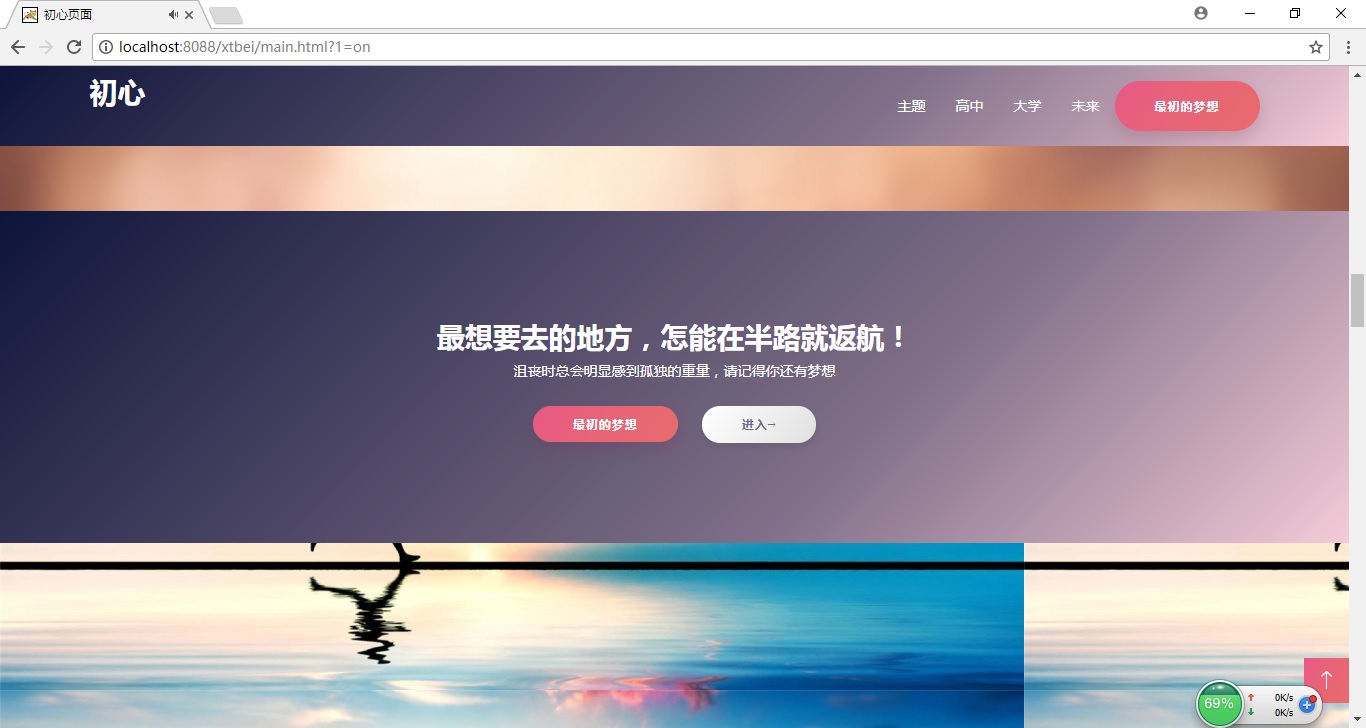 初心页面
localhost:8088/xtbei/main.html?1=on
初心
主题 高中 大学 未来 最初的梦想
最想要去的地方，怎能在半路就返航！
沮丧时总会明显感到孤独的重量，请记得你还有梦想
最初的梦想 进入→
69% 0K/s
0K/s